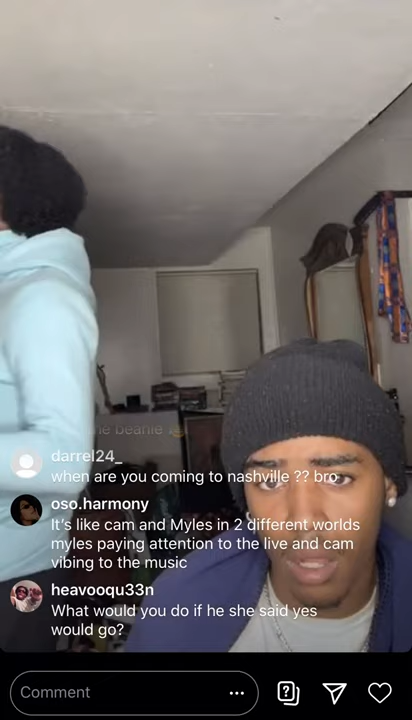 he beanie
darrel24_
when are you coming to nashville ?? bro
oso.harmony
It's like cam and Myles in 2 different worlds
myles paying attention to the live and cam
vibing to the music
heavooqu33n
What would you do if he she said yes
would go?
Comment